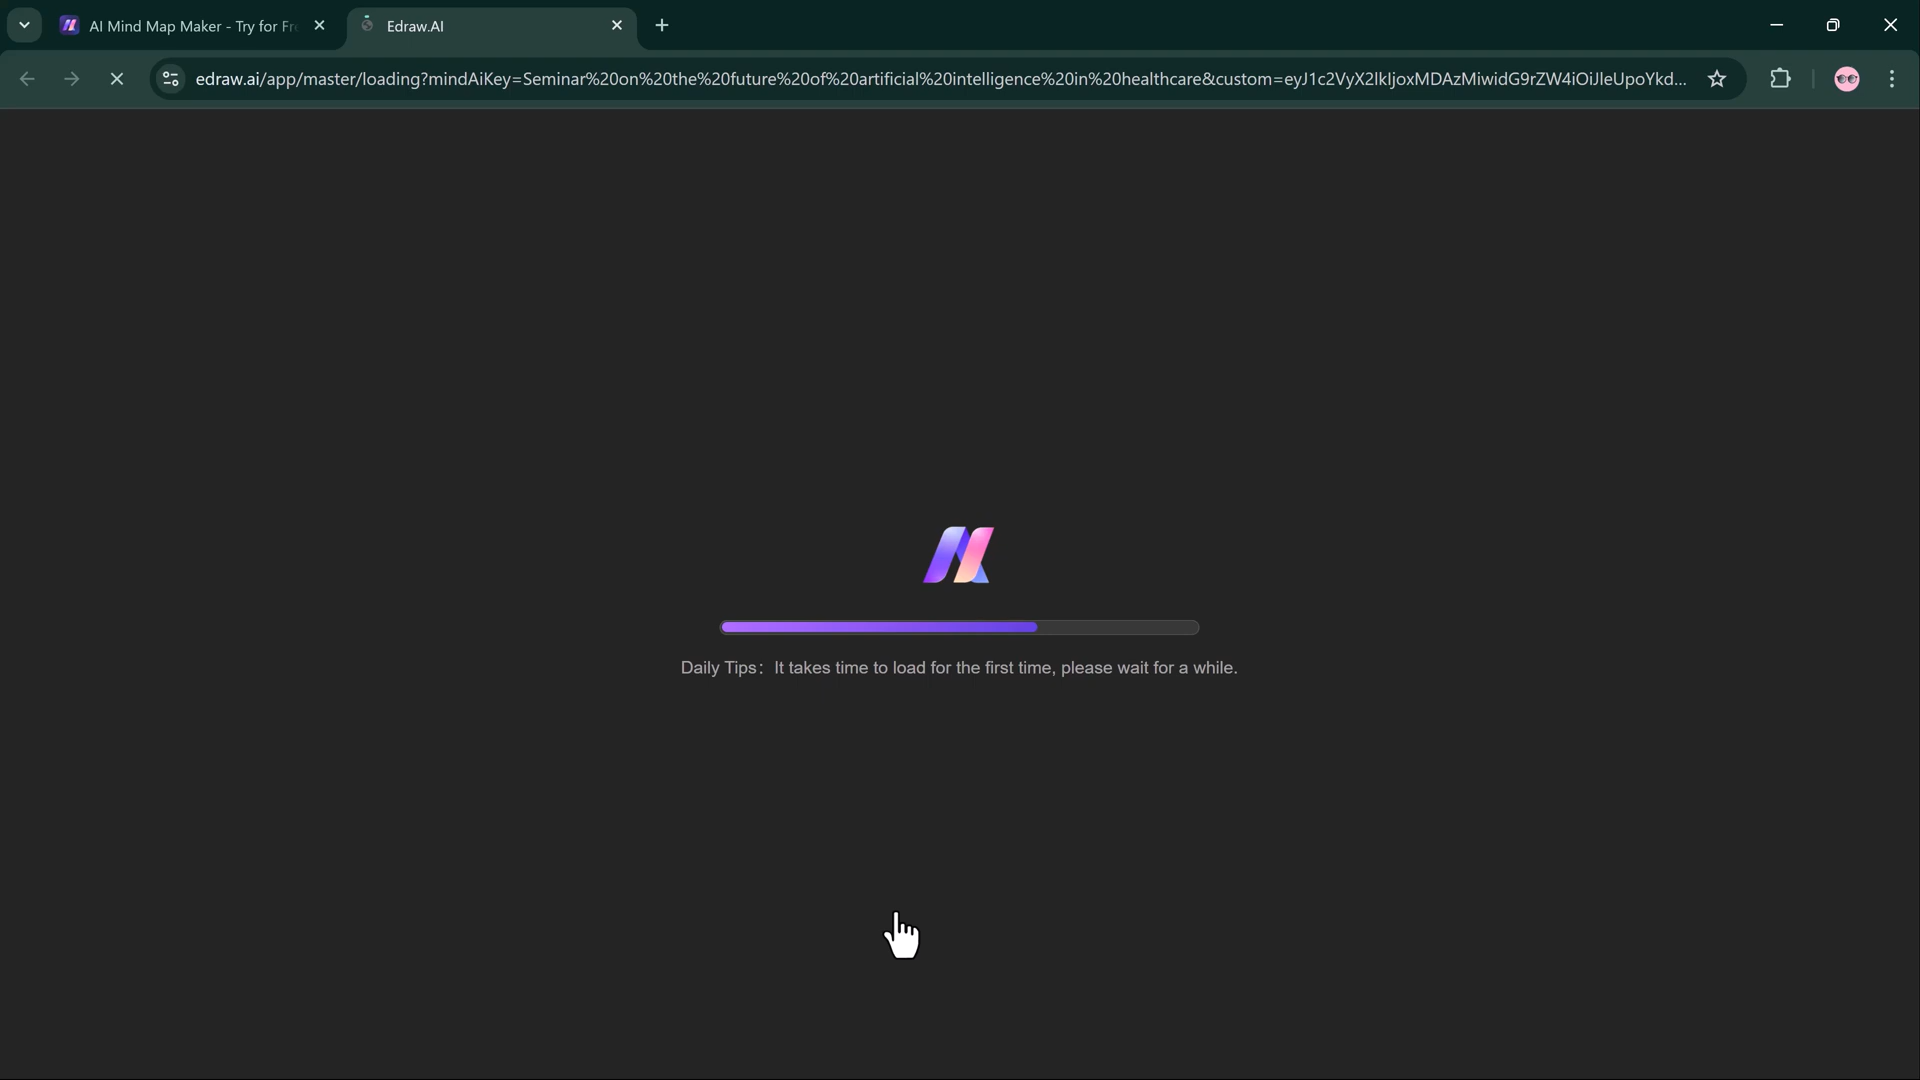 AI Mind Map Maker - Try for Fre
Edraw.AI
edraw.ai/app/master/loading?mindAiKey=Seminar%20on%20the%20future%20of%20artificial%20intelligence%20in%20healthcare&custom=eyJ1c2VyX2lkIjoxMDAzMiwidG9rZW4iOiJleUpoYkd...
Daily Tips: It takes time to load for the first time, please wait for a while.